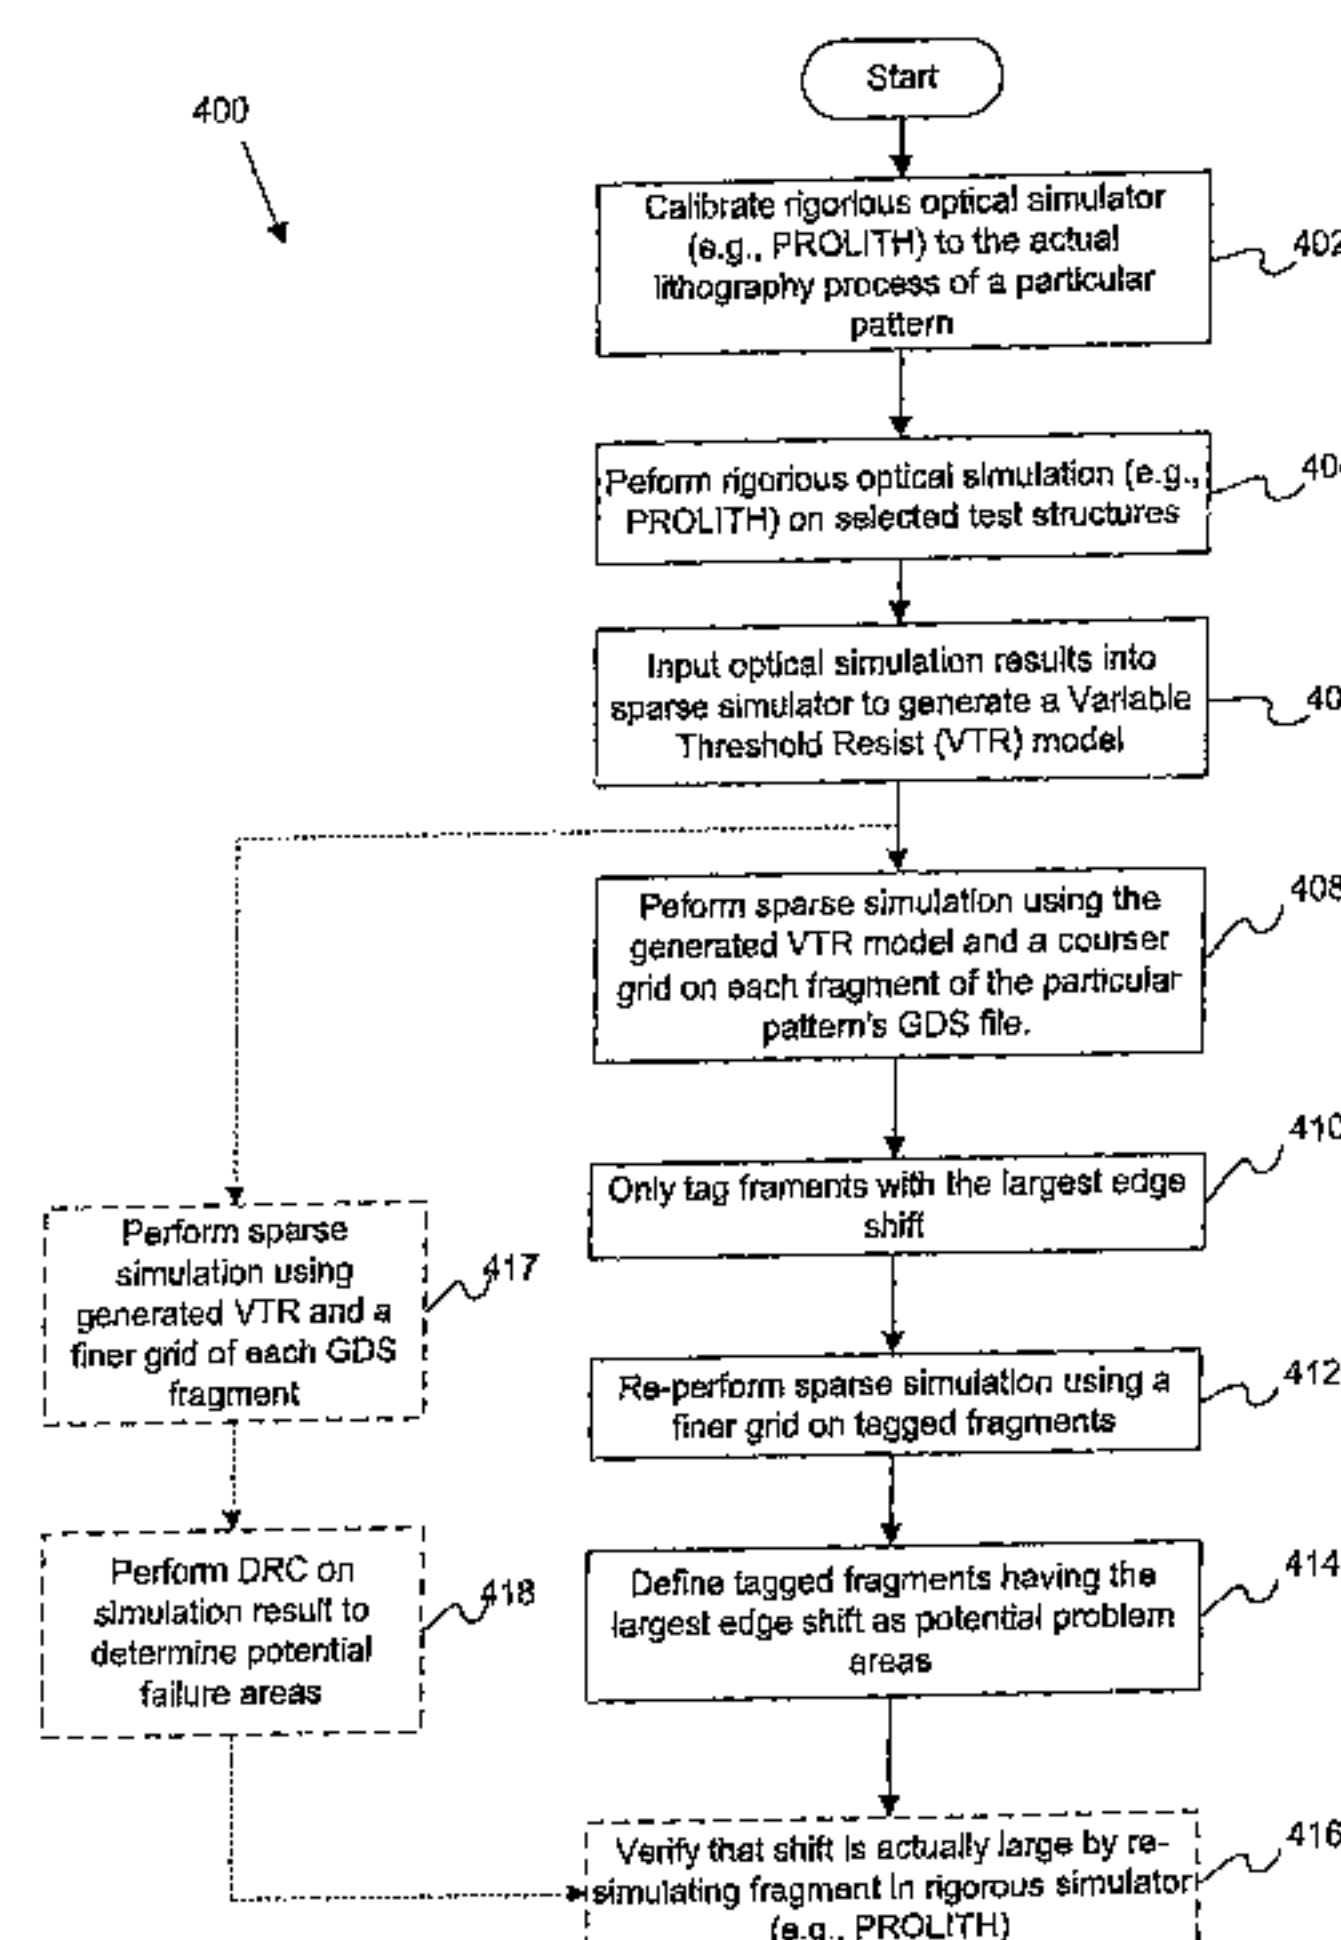 Start
400
Calibrate rigorious optical simulator
(e.g., PROLITH) to the actual
lithography process of a particular
pattern
402
Peform rigorious optical simulation (e.g.,
PROLITH) on selected test structures
40
Input optical simulation results into
sparse simulator to generate a Variable
Threshold Resist (VTR) model
40
Peform sparse simulation using the
generated VTR model and a courser
grid on each fragment of the particular
pattern's GDS file.
408
Only tag framents with the largest edge
shift
410
Perform sparse
simulation using
generated VTR and a
finer grid of each GDS
fragment
417
Re-perform sparse simulation using a
finer grid on tagged fragments
412
Perform DRC on
simulation result to
determine potential
failure areas
418
Define tagged fragments having the
largest edge shift as potential problem
areas
414
Verify that shift is actually large by re-
simulating fragment in rigorous simulator
(e.g., PROLITH)
416